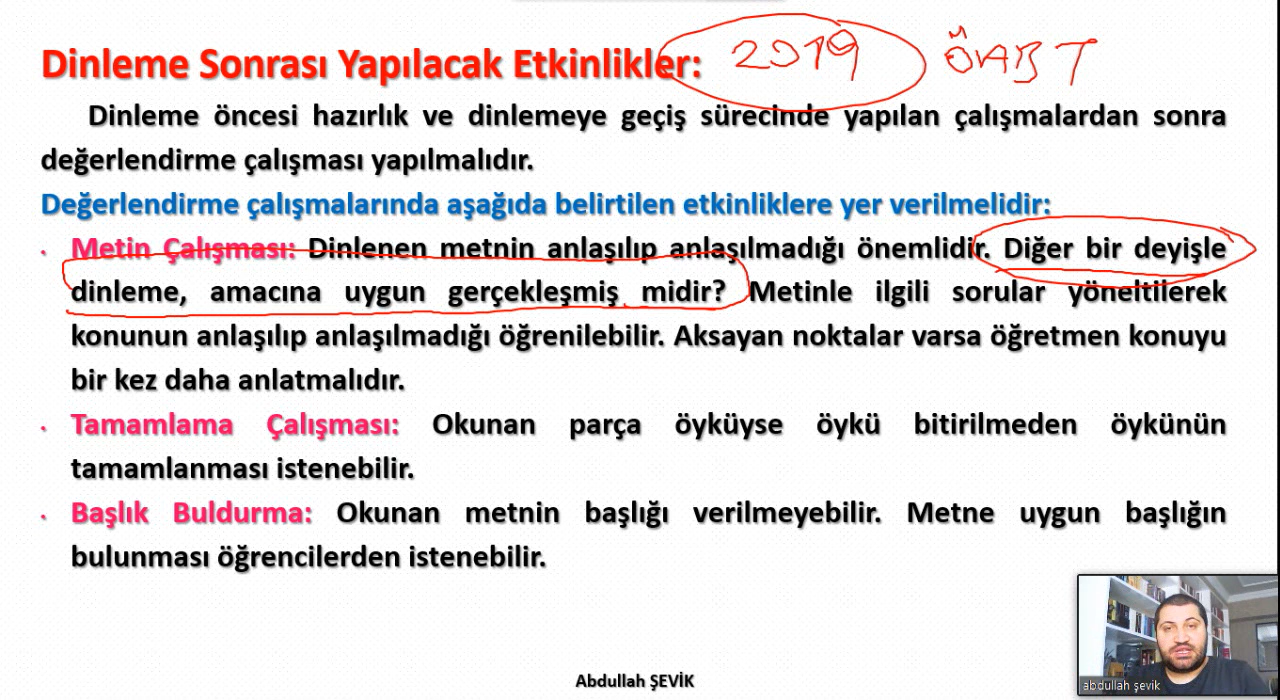 Dinleme Sonrası Yapılacak Etkinlikler: 2019 ÖABT
Dinleme öncesi hazırlık ve dinlemeye geçiş sürecinde yapılan çalışmalardan sonra
değerlendirme çalışması yapılmalıdır.
Değerlendirme çalışmalarında aşağıda belirtilen etkinliklere yer verilmelidir:
• Metin Çalışması: Dinlenen metnin anlaşılıp anlaşılmadığı önemlidir. Diğer bir deyişle
dinleme, amacına uygun gerçekleşmiş midir? Metinle ilgili sorular yöneltilerek
konunun anlaşılıp anlaşılmadığı öğrenilebilir. Aksayan noktalar varsa öğretmen konuyu
bir kez daha anlatmalıdır.
• Tamamlama Çalışması: Okunan parça öyküyse öykü bitirilmeden öykünün
tamamlanması istenebilir.
• Başlık Buldurma: Okunan metnin başlığı verilmeyebilir. Metne uygun başlığın
bulunması öğrencilerden istenebilir.
abdullah şevik
Abdullah ŞEVİK